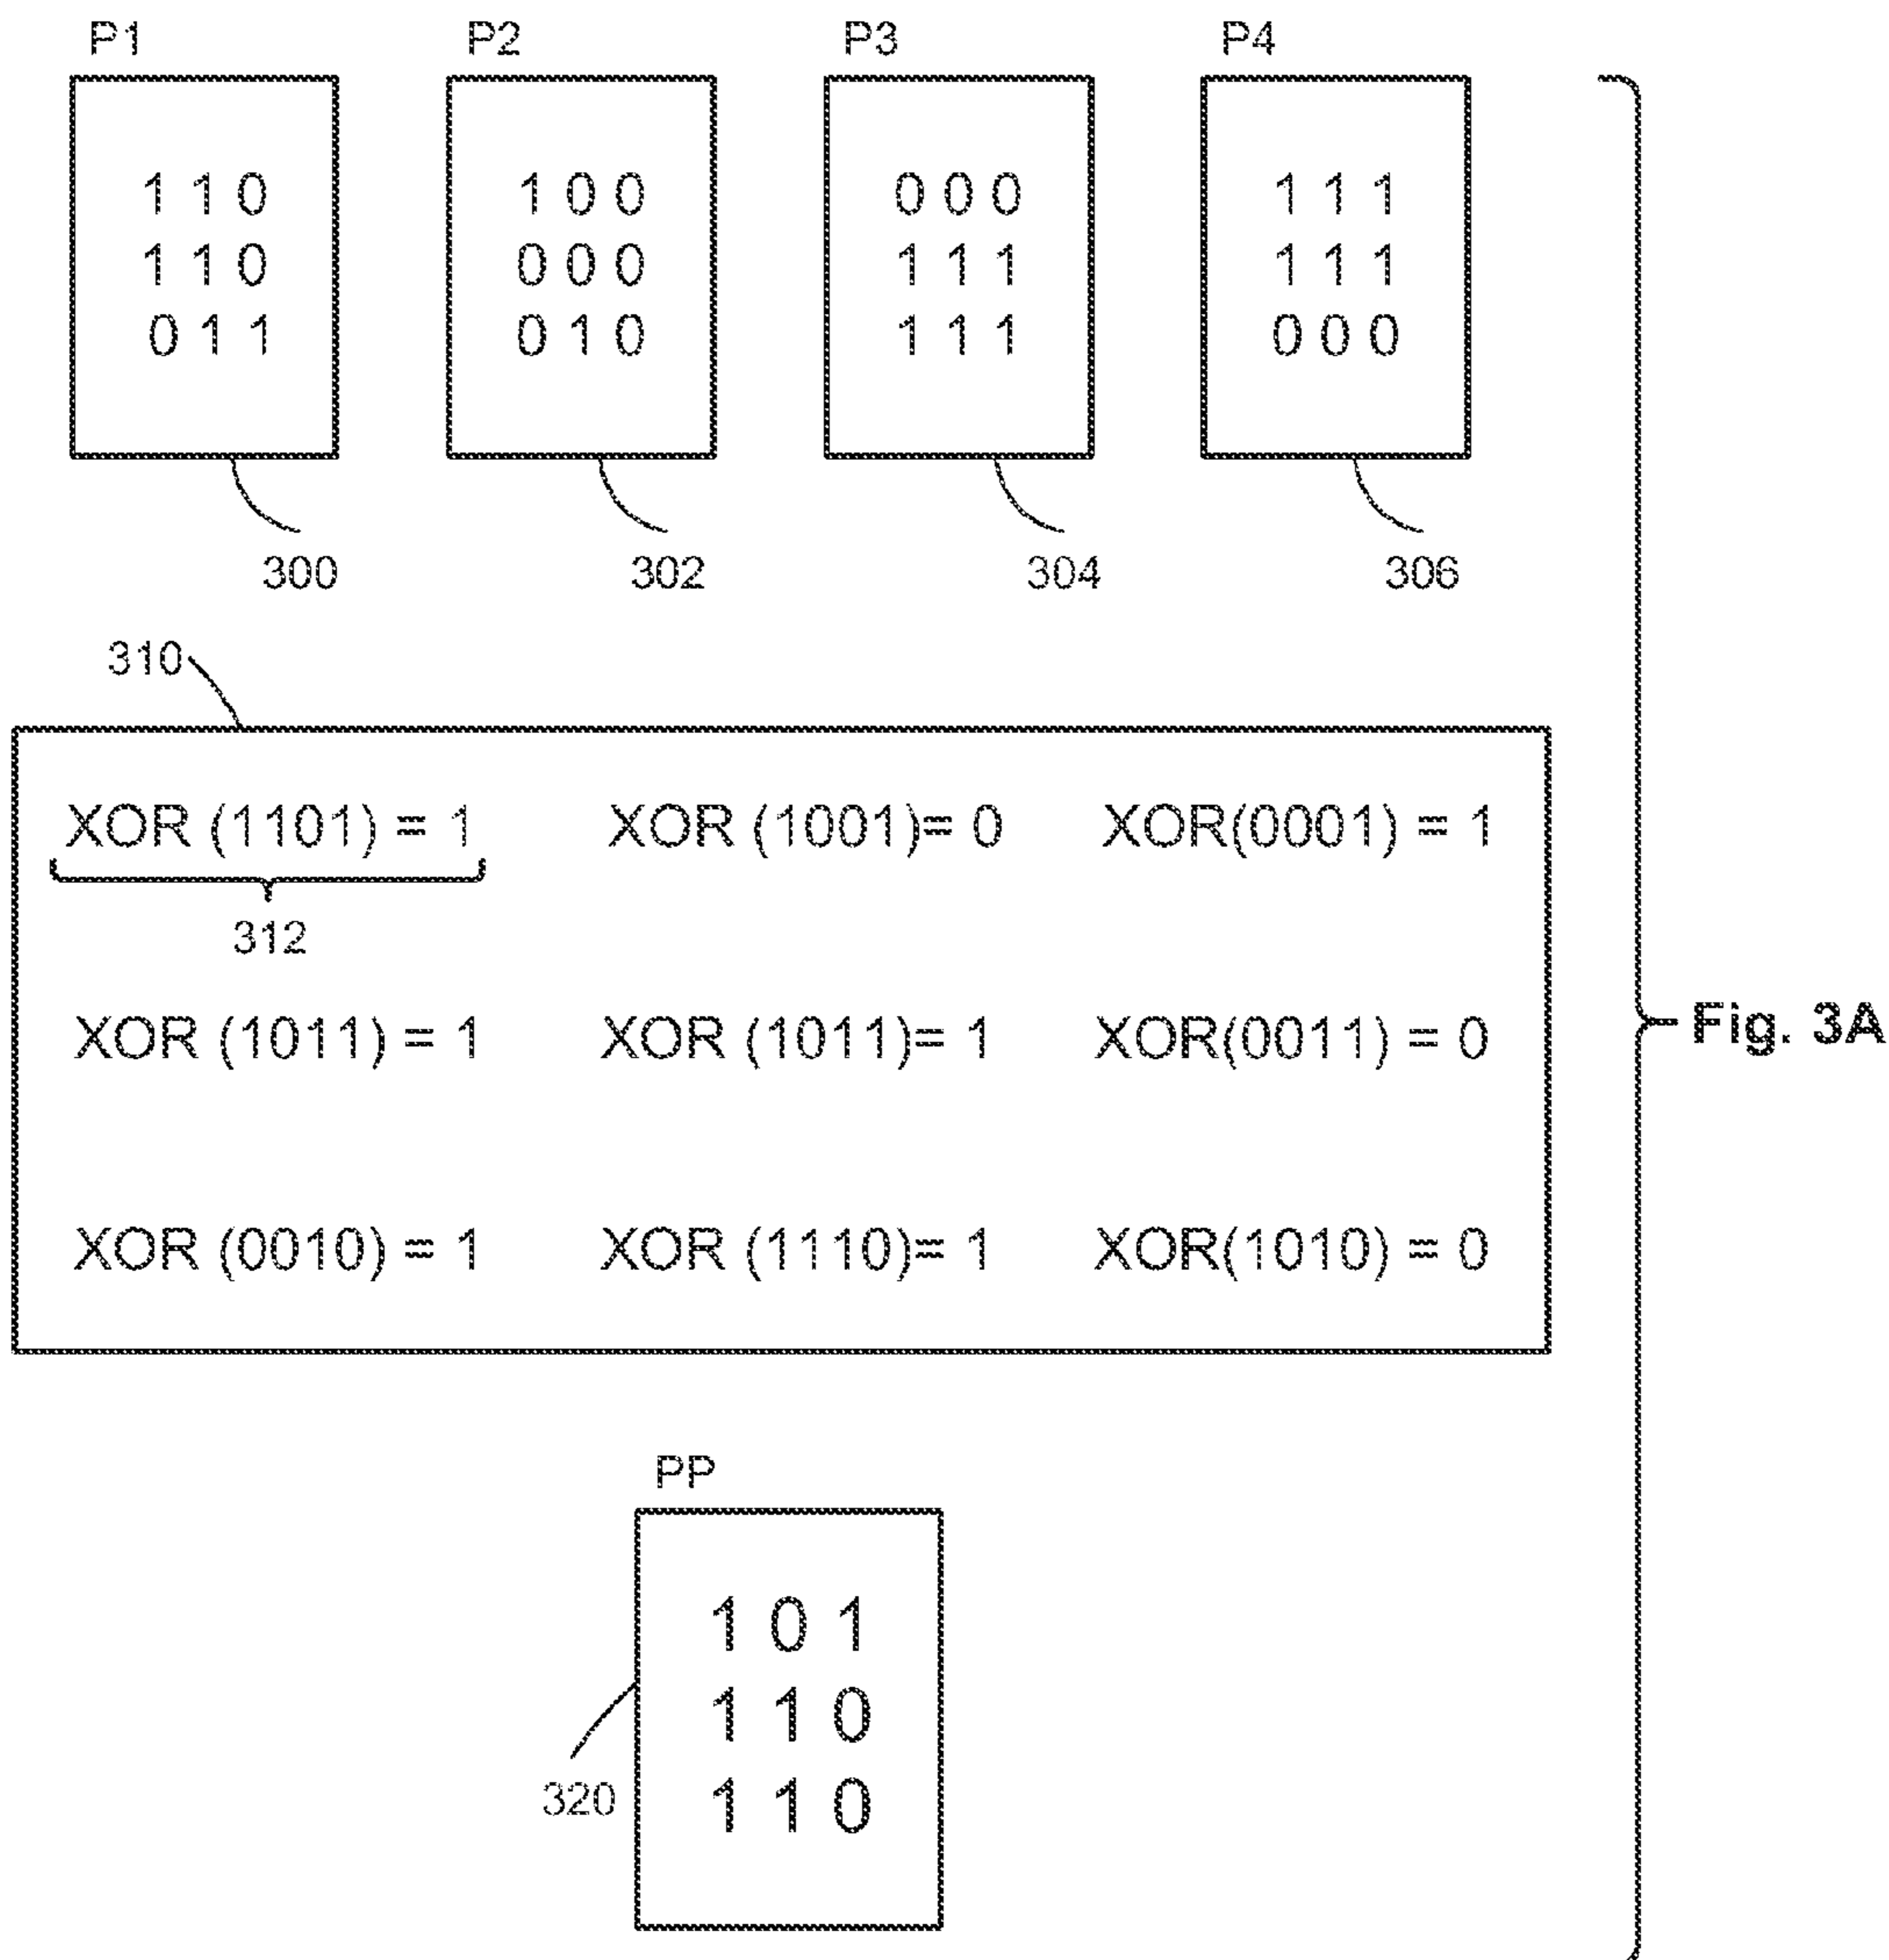 P1 P2 P3 P4
1 1 0 1 0 0 0 0 0 1 1 1
1 1 0 0 0 0 1 1 1 1 1 1
0 1 1 0 1 0 1 1 1 0 0 0
300 302 304 306
310
XOR (1101) = 1 XOR (1001)= 0 XOR(0001) = 1
312
XOR (1011) = 1 XOR (1011)= 1 XOR(0011) = 0
Fig. 3A
XOR (0010) = 1 XOR (1110)= 1 XOR(1010) = 0
PP
1 0 1
1 1 0
1 1 0
320